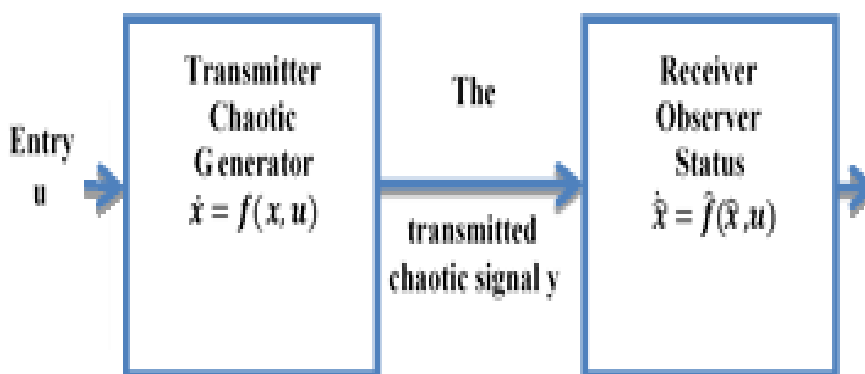 Entry
u
Transmitter
Chaotic
Generator
ẋ = f(x, u)
The
transmitted
chaotic signal y
Receiver
Observer
Status
x̂̇ = f̂(x̂, u)